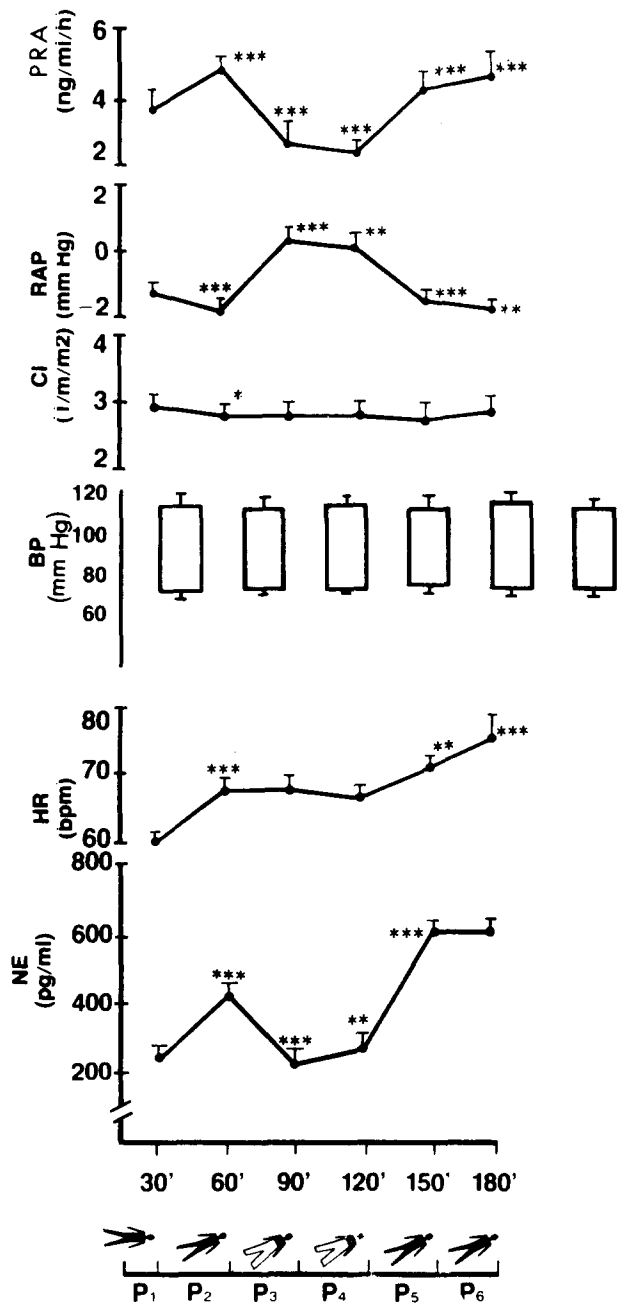 PRA
(ng/mi/h)
6
4
2
***
***
***
***
***
RAP
(mm Hg)
2
0
-2
***
***
**
***
**
CI
(i/m/m2)
4
3
2
*
BP
(mm Hg)
120
100
80
60
HR
(bpm)
80
70
60
***
**
***
NE
(pg/ml)
800
600
400
200
***
***
**
***
30' 60' 90' 120' 150' 180'
P1 P2 P3 P4 P5 P6